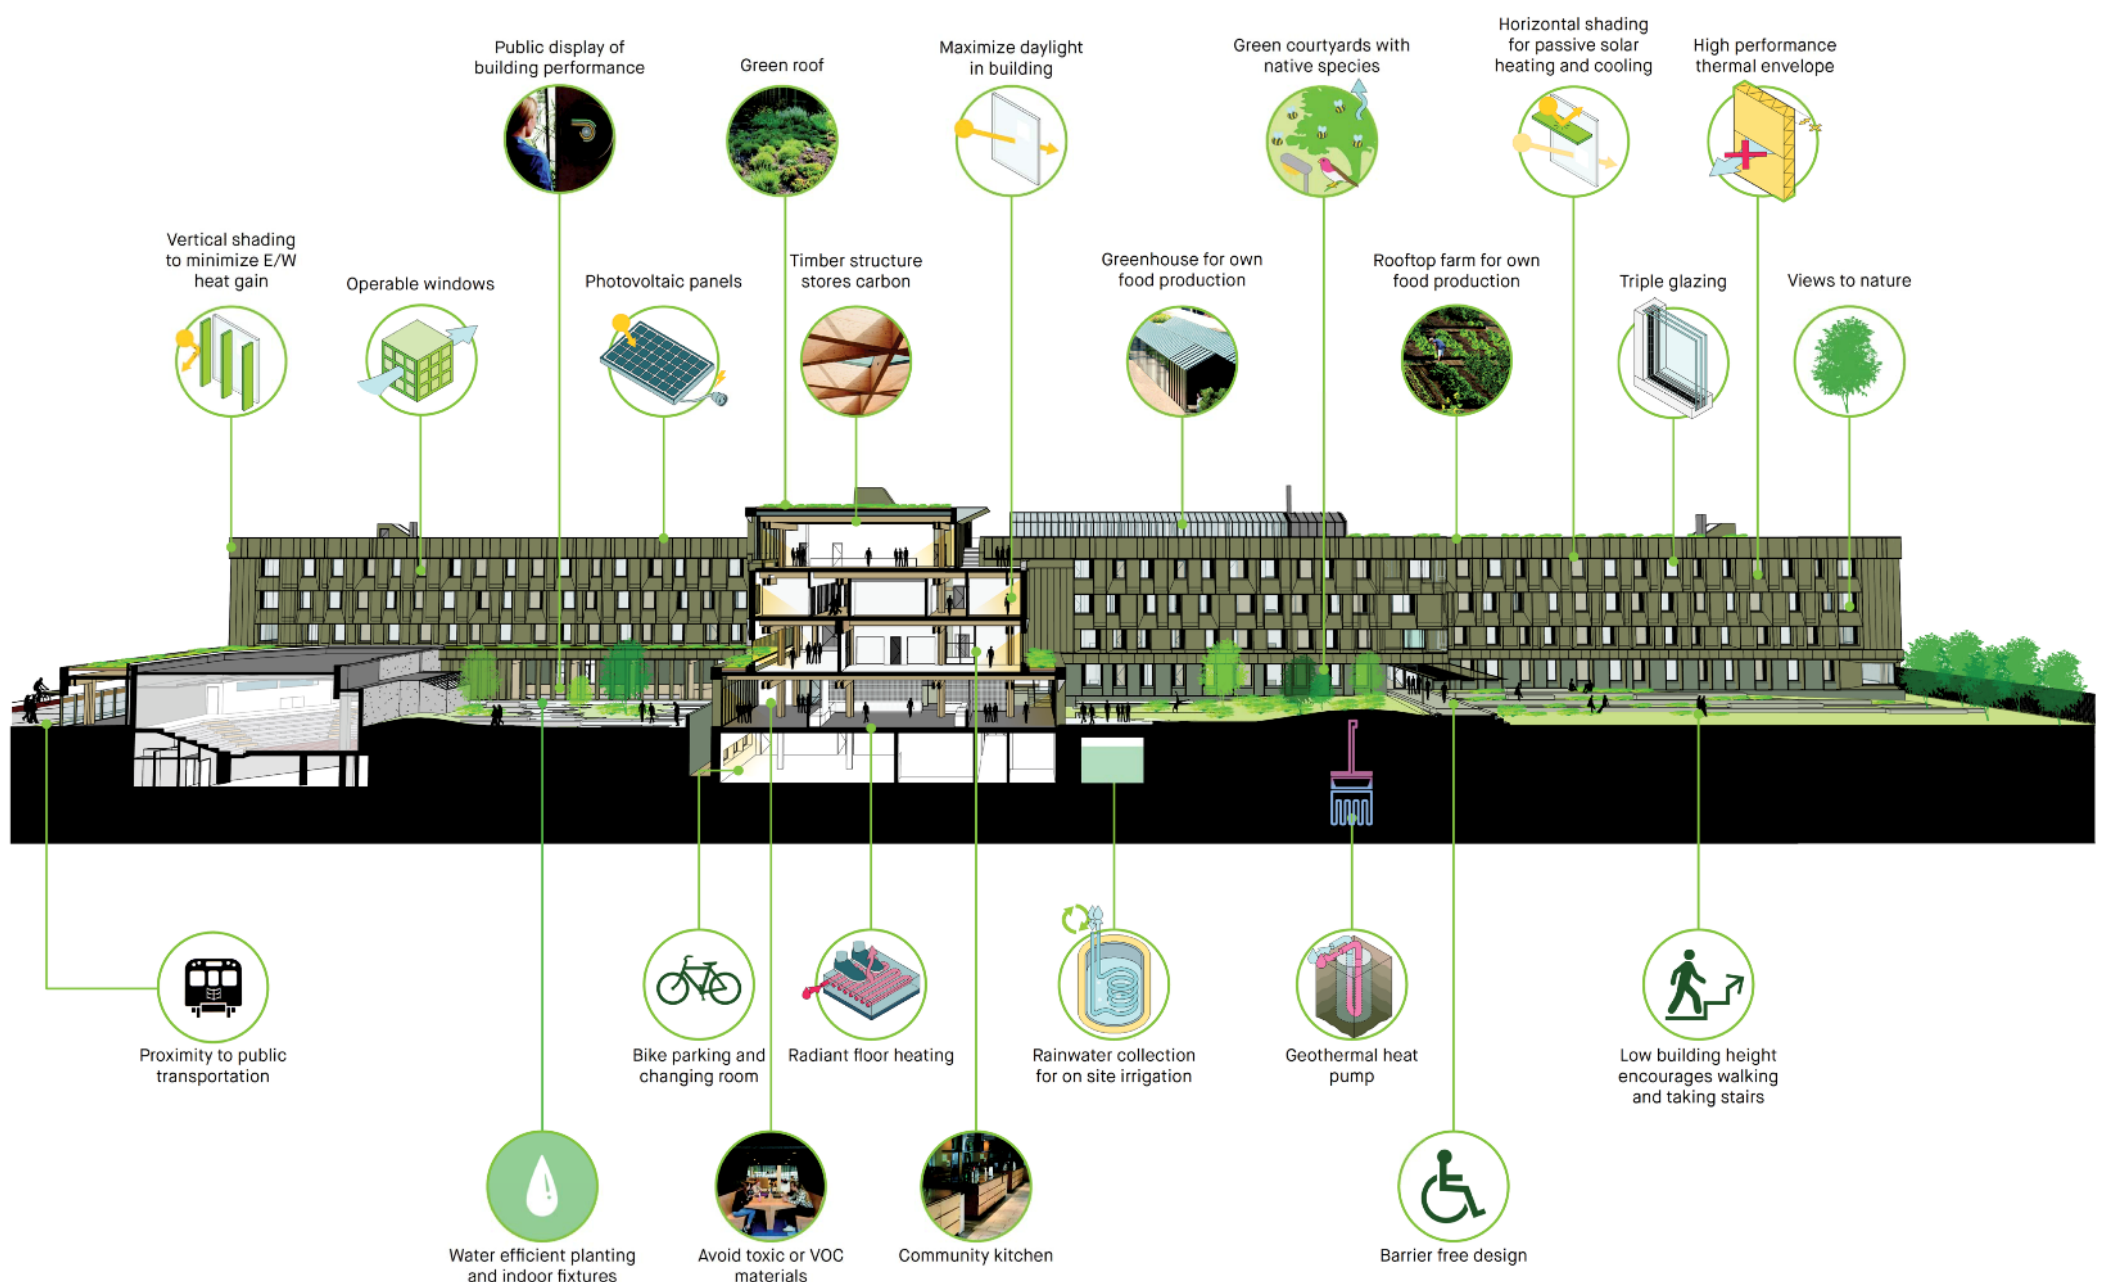 Public display of
building performance
Green roof
Maximize daylight
in building
Green courtyards with
native species
Horizontal shading
for passive solar
heating and cooling
High performance
thermal envelope
Vertical shading
to minimize E/W
heat gain
Operable windows
Photovoltaic panels
Timber structure
stores carbon
Greenhouse for own
food production
Rooftop farm for own
food production
Triple glazing
Views to nature
Proximity to public
transportation
Bike parking and
changing room
Radiant floor heating
Rainwater collection
for on site irrigation
Geothermal heat
pump
Low building height
encourages walking
and taking stairs
Water efficient planting
and indoor fixtures
Avoid toxic or VOC
materials
Community kitchen
Barrier free design